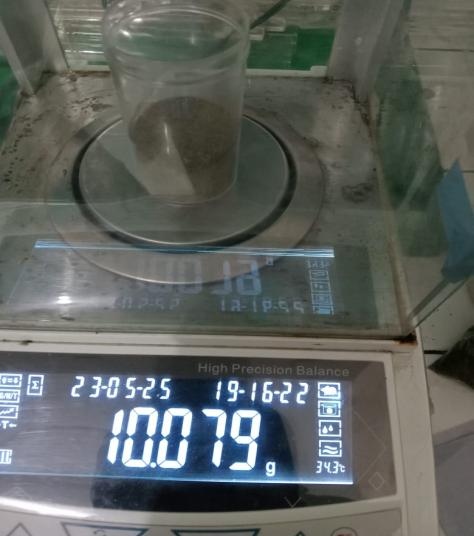 High Precision Balance
23-05-25 19-16-22
10.079 g
34.3°c